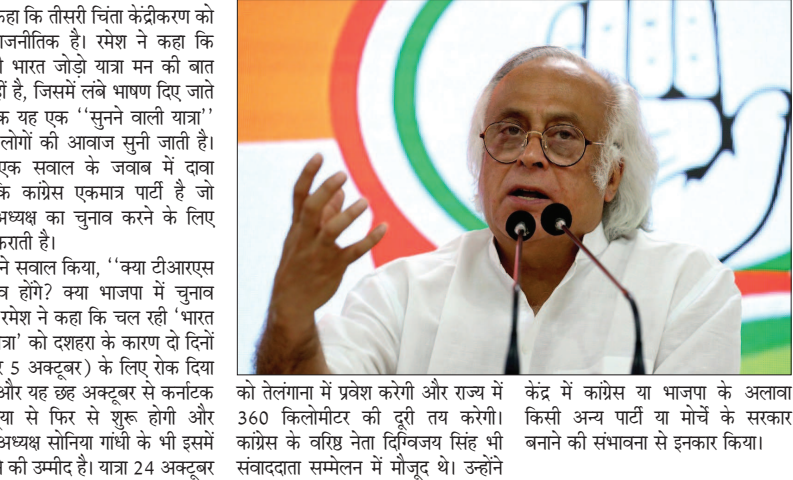 कहा कि तीसरी चिंता केंद्रीकरण को
राजनीतिक है। रमेश ने कहा कि
भारत जोड़ो यात्रा मन की बात
है, जिसमें लंबे भाषण दिए जाते
यह एक ‘‘सुनने वाली यात्रा’’
लोगों की आवाज सुनी जाती है।
एक सवाल के जवाब में दावा
कि कांग्रेस एकमात्र पार्टी है जो
अध्यक्ष का चुनाव करने के लिए
कराती है।
ने सवाल किया, ‘‘क्या टीआरएस
होंगे? क्या भाजपा में चुनाव
रमेश ने कहा कि चल रही ‘भारत
को दशहरा के कारण दो दिनों
5 अक्टूबर) के लिए रोक दिया
और यह छह अक्टूबर से कर्नाटक
से फिर से शुरू होगी और
अध्यक्ष सोनिया गांधी के भी इसमें
की उम्मीद है। यात्रा 24 अक्टूबर
को तेलंगाना में प्रवेश करेगी और राज्य में
360 किलोमीटर की दूरी तय करेगी।
कांग्रेस के वरिष्ठ नेता दिग्विजय सिंह भी
संवाददाता सम्मेलन में मौजूद थे। उन्होंने
केंद्र में कांग्रेस या भाजपा के अलावा
किसी अन्य पार्टी या मोर्चे के सरकार
बनाने की संभावना से इनकार किया।